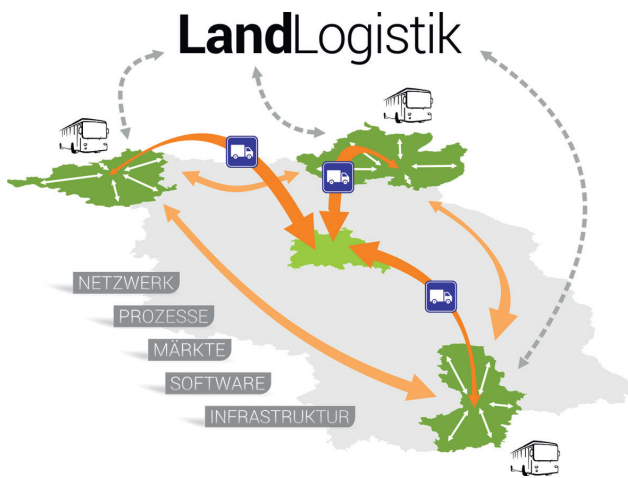 LandLogistik
NETZWERK
PROZESSE
MÄRKTE
SOFTWARE
INFRASTRUKTUR